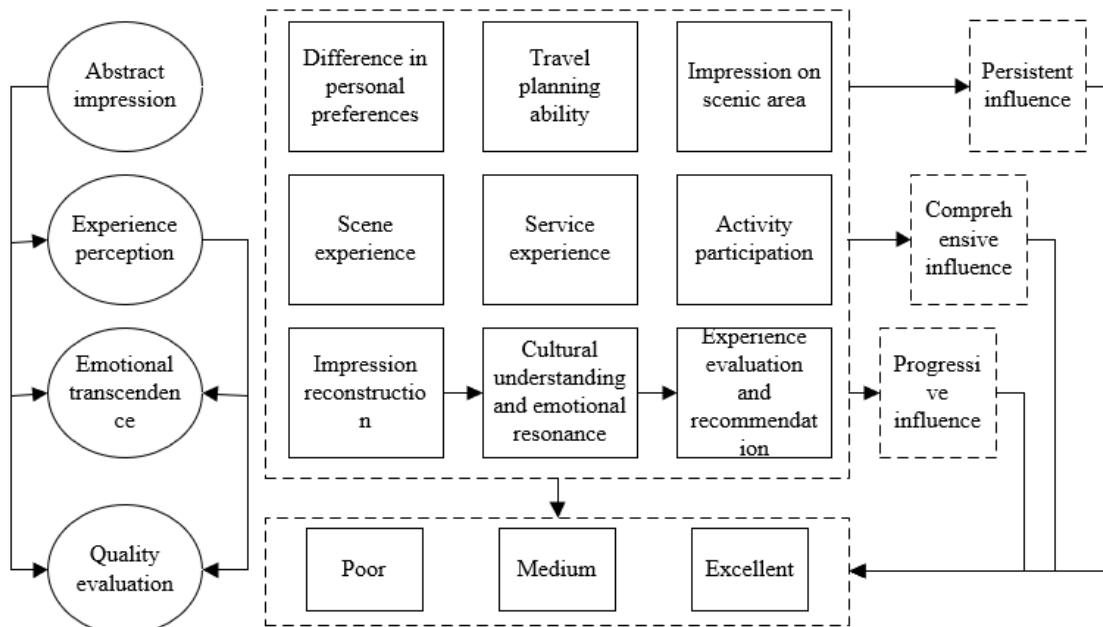 Abstract
impression
Difference in
personal
preferences
Travel
planning
ability
Impression on
scenic area
Persistent
influence
Experience
perception
Scene
experience
Service
experience
Activity
participation
Compreh
ensive
influence
Emotional
transcenden
ce
Impression
reconstructio
n
Cultural
understanding
and emotional
resonance
Experience
evaluation
and
recommendat
ion
Progressi
ve
influence
Quality
evaluation
Poor
Medium
Excellent